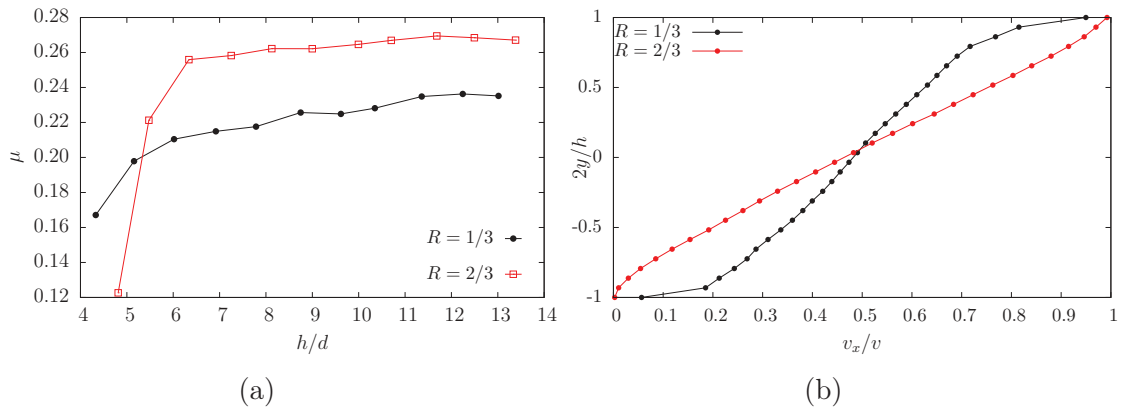 0.28
0.26
0.24
0.22
0.20
0.18
0.16
0.14
0.12
μ
R = 1/3
R = 2/3
4 5 6 7 8 9 10 11 12 13 14
h/d
(a)
1
0.5
0
-0.5
-1
2y/h
R = 1/3
R = 2/3
0 0.1 0.2 0.3 0.4 0.5 0.6 0.7 0.8 0.9 1
v_x/v
(b)